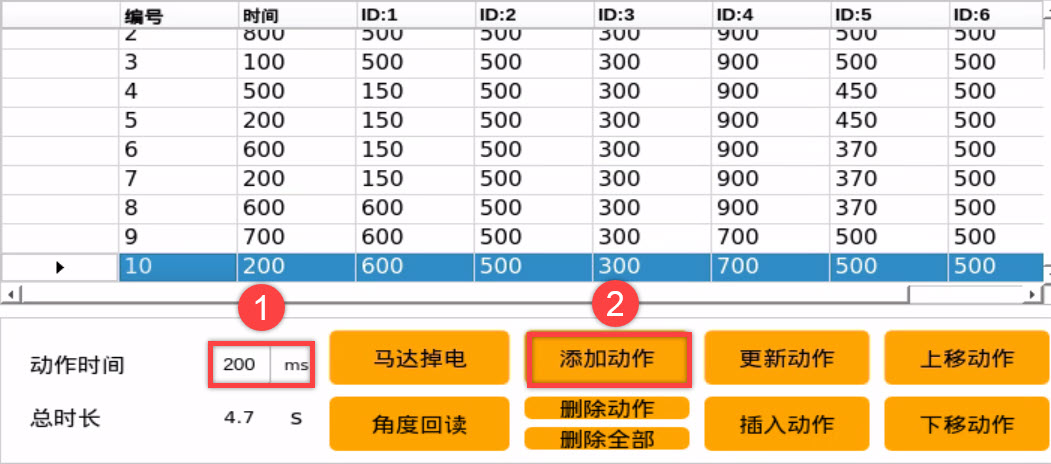 编号 时间 ID:1 ID:2 ID:3 ID:4 ID:5 ID:6
2 800 500 500 300 900 500 500
3 100 500 500 300 900 500 500
4 500 150 500 300 900 450 500
5 200 150 500 300 900 450 500
6 600 150 500 300 900 370 500
7 200 150 500 300 900 370 500
8 600 600 500 300 900 370 500
9 700 600 500 300 700 500 500
10 200 600 500 300 700 500 500
1 2
动作时间 200 ms 马达掉电 添加动作 更新动作 上移动作
总时长 4.7 s 角度回读 删除动作 插入动作 下移动作
删除全部